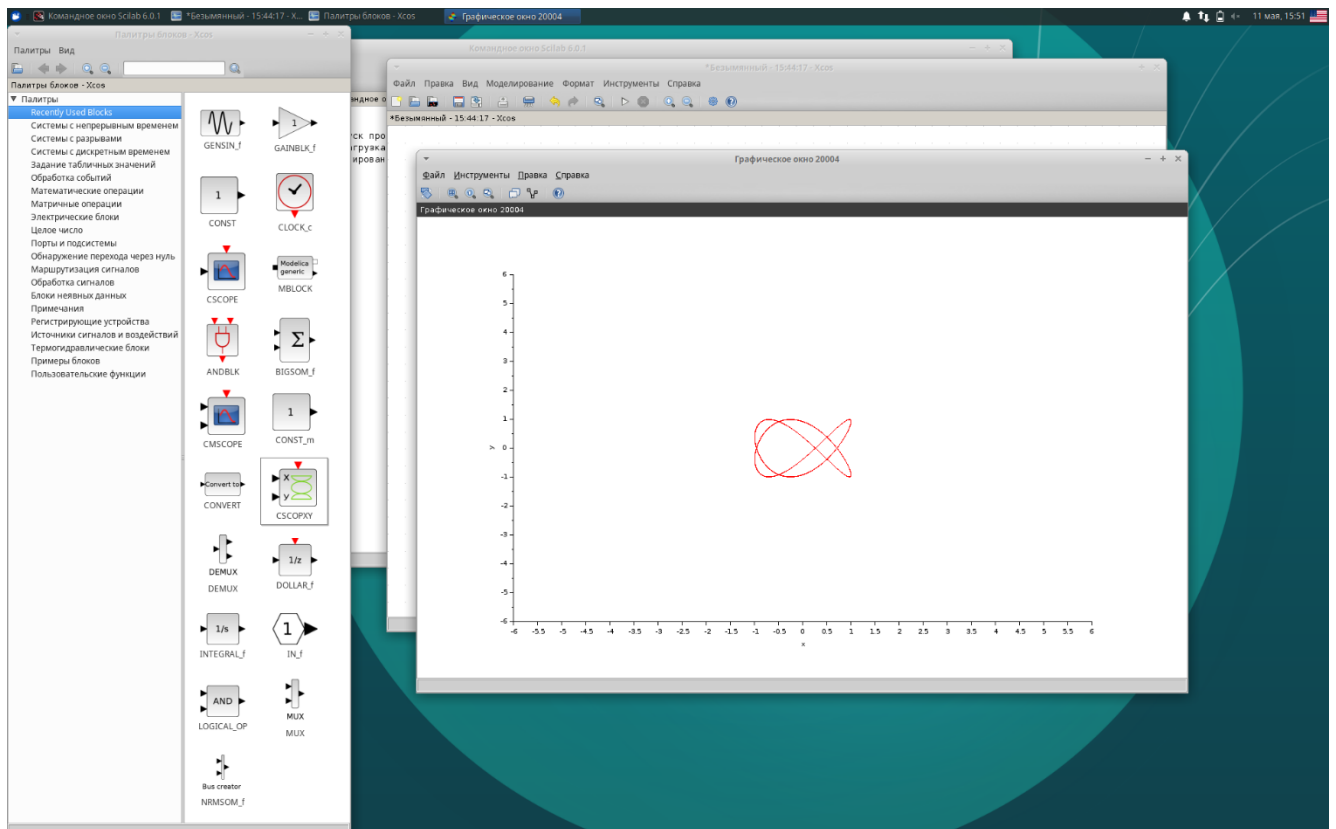 Командное окно Scilab 6.0.1
*Безымянный - 15:44:17 - X...
Палитры блоков - Xcos
Графическое окно 20004
11 мая, 15:51
Палитры блоков - Xcos
Палитры Вид
Палитры блоков - Xcos
Палитры
Recently Used Blocks
Системы с непрерывным временем
Системы с разрывами
Системы с дискретным временем
Задание табличных значений
Обработка событий
Математические операции
Матричные операции
Электрические блоки
Целое число
Порты и подсистемы
Обнаружение перехода через нуль
Маршрутизация сигналов
Обработка сигналов
Блоки неявных данных
Примечания
Регистрирующие устройства
Источники сигналов и воздействий
Термогидравлические блоки
Примеры блоков
Пользовательские функции
GENSIN_f
1
GAINBLK_f
1
CONST
CLOCK_c
CSCOPE
Modelica
generic
MBLOCK
ANDBLK
Σ
BIGSOM_f
CMSCOPE
1
CONST_m
Convert to
CONVERT
X
y
CSCOPXY
DEMUX
DEMUX
1/z
DOLLAR_f
1/s
INTEGRAL_f
1
IN_f
AND
LOGICAL_OP
MUX
MUX
Bus creator
NRMSOM_f
Командное окно Scilab 6.0.1
андное о
ск про
агрузка
ирован
*Безымянный - 15:44:17 - Xcos
Файл Правка Вид Моделирование Формат Инструменты Справка
*Безымянный - 15:44:17 - Xcos
Графическое окно 20004
Файл Инструменты Правка Справка
Графическое окно 20004
6
5
4
3
2
1
y 0
-1
-2
-3
-4
-5
-6
-6 -5.5 -5 -4.5 -4 -3.5 -3 -2.5 -2 -1.5 -1 -0.5 0 0.5 1 1.5 2 2.5 3 3.5 4 4.5 5 5.5 6
x